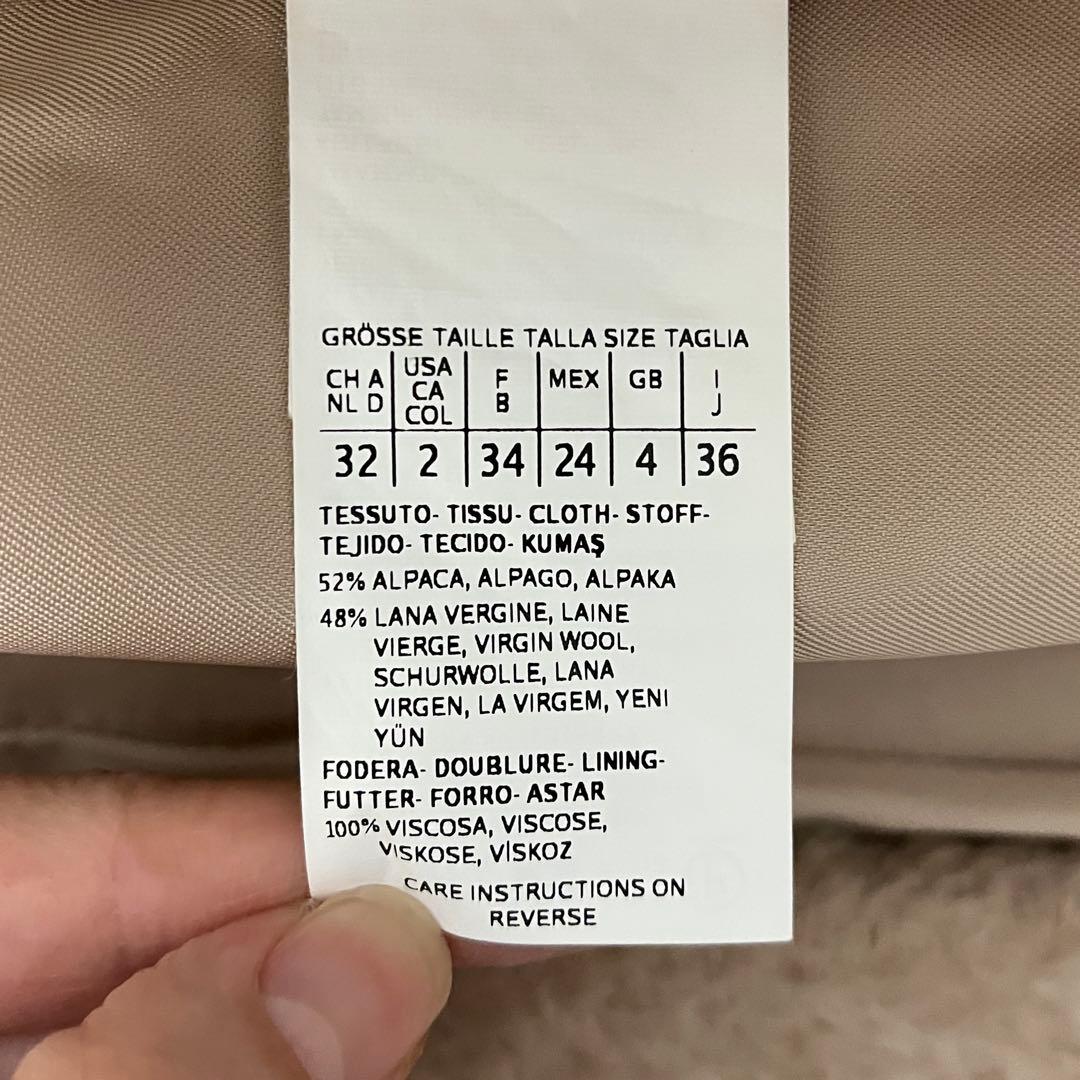 GRÖSSE TAILLE TALLA SIZE TAGLIA
CH A NL D | USA CA COL | F B | MEX | GB | I J
32 | 2 | 34 | 24 | 4 | 36
TESSUTO- TISSU- CLOTH- STOFF-
TEJIDO- TECIDO- KUMAŞ
52% ALPACA, ALPAGO, ALPAKA
48% LANA VERGINE, LAINE
VIERGE, VIRGIN WOOL,
SCHURWOLLE, LANA
VIRGEN, LA VIRGEM, YENI
YÜN
FODERA- DOUBLURE- LINING-
FUTTER- FORRO- ASTAR
100% VISCOSA, VISCOSE,
VISKOSE, VİSKOZ
CARE INSTRUCTIONS ON
REVERSE